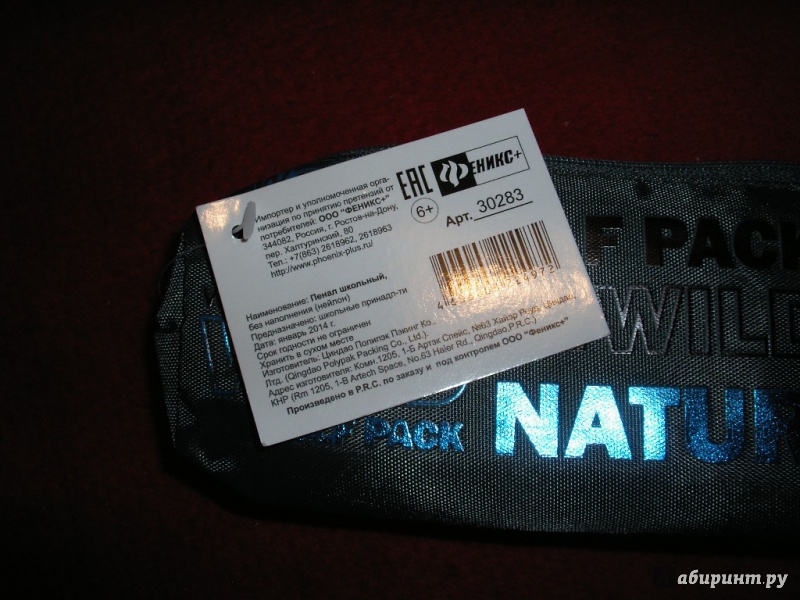 Импортер и уполномоченная орга-
низация по принятию претензий от
потребителей: ООО "ФЕНИКС+"
344082, Россия, г. Ростов-на-Дону,
пер. Халтуринский, 80
Тел.: +7(863) 2618962, 2618963
http://www.phoenix-plus.ru/
EAC
ФЕНИКС+
6+
Арт. 30283
Наименование: Пенал школьный,
без наполнения (нейлон)
Предназначено: школьные принадл-ти
Дата: январь 2014 г.
Срок годности не ограничен
Хранить в сухом месте
Изготовитель: Циндао Полипак Пэкинг Ко.,
Лтд. (Qingdao Polypak Packing Co., Ltd.).
Адрес изготовителя: Комн.1205, 1-Б Артэк Спейс, №63 Хайэр Роуд, Циндао,
КНР (Rm 1205, 1-B Artech Space, No.63 Haier Rd., Qingdao,P.R.C.)
Произведено в P.R.C. по заказу и под контролем ООО "Феникс+"
F PACK
WILD
PACK
NATUR
абиринт.ру